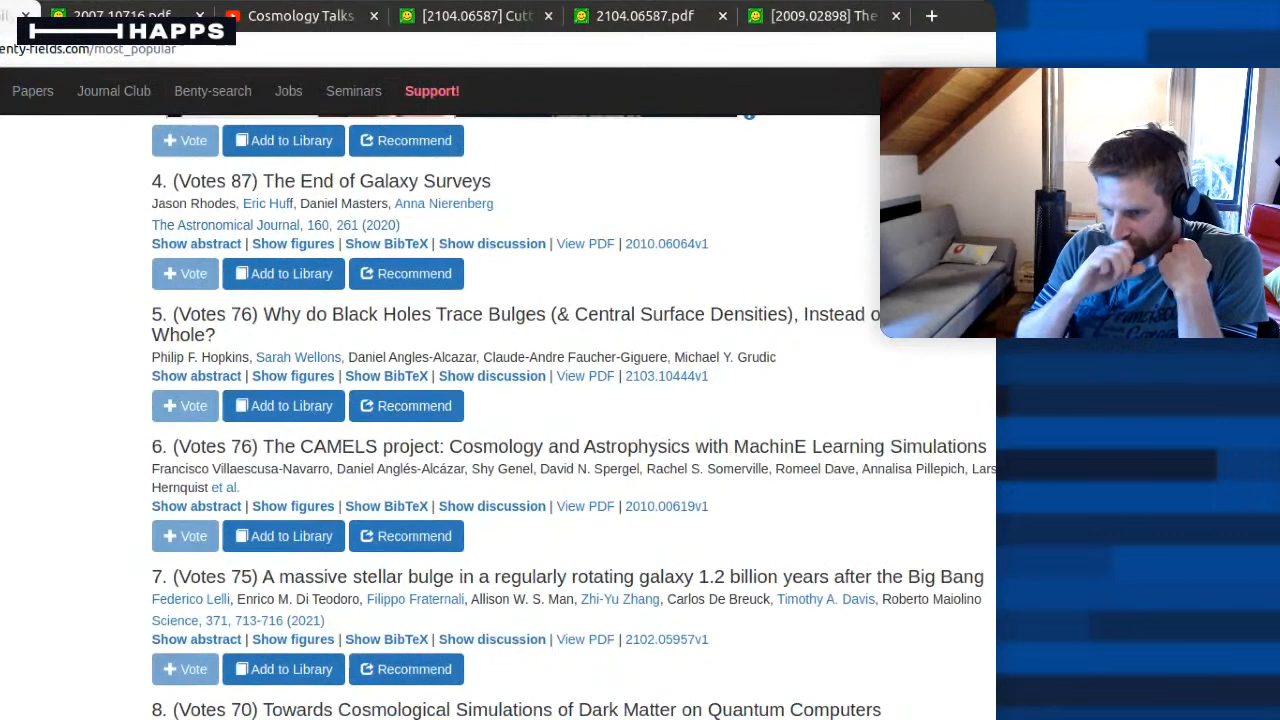 2007.10716.pdf
Cosmology Talks
[2104.06587] Cutt
2104.06587.pdf
[2009.02898] The
HAPPS
enty-fields.com/most_popular
Papers Journal Club Benty-search Jobs Seminars Support!
Vote Add to Library Recommend
4. (Votes 87) The End of Galaxy Surveys
Jason Rhodes, Eric Huff, Daniel Masters, Anna Nierenberg
The Astronomical Journal, 160, 261 (2020)
Show abstract | Show figures | Show BibTeX | Show discussion | View PDF | 2010.06064v1
Vote Add to Library Recommend
5. (Votes 76) Why do Black Holes Trace Bulges (& Central Surface Densities), Instead o
Whole?
Philip F. Hopkins, Sarah Wellons, Daniel Angles-Alcazar, Claude-Andre Faucher-Giguere, Michael Y. Grudic
Show abstract | Show figures | Show BibTeX | Show discussion | View PDF | 2103.10444v1
Vote Add to Library Recommend
6. (Votes 76) The CAMELS project: Cosmology and Astrophysics with MachinE Learning Simulations
Francisco Villaescusa-Navarro, Daniel Anglés-Alcázar, Shy Genel, David N. Spergel, Rachel S. Somerville, Romeel Dave, Annalisa Pillepich, Lars
Hernquist et al.
Show abstract | Show figures | Show BibTeX | Show discussion | View PDF | 2010.00619v1
Vote Add to Library Recommend
7. (Votes 75) A massive stellar bulge in a regularly rotating galaxy 1.2 billion years after the Big Bang
Federico Lelli, Enrico M. Di Teodoro, Filippo Fraternali, Allison W. S. Man, Zhi-Yu Zhang, Carlos De Breuck, Timothy A. Davis, Roberto Maiolino
Science, 371, 713-716 (2021)
Show abstract | Show figures | Show BibTeX | Show discussion | View PDF | 2102.05957v1
Vote Add to Library Recommend
8. (Votes 70) Towards Cosmological Simulations of Dark Matter on Quantum Computers